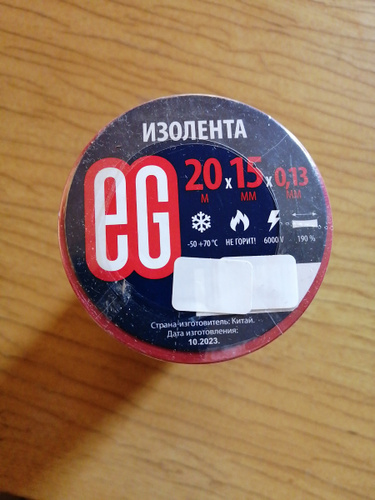 ИЗОЛЕНТА
eG
20 х 15 х 0,13
М ММ ММ
-50 +70 °С НЕ ГОРИТ! 6000 V 190 %
Страна-изготовитель: Китай.
Дата изготовления:
10.2023.